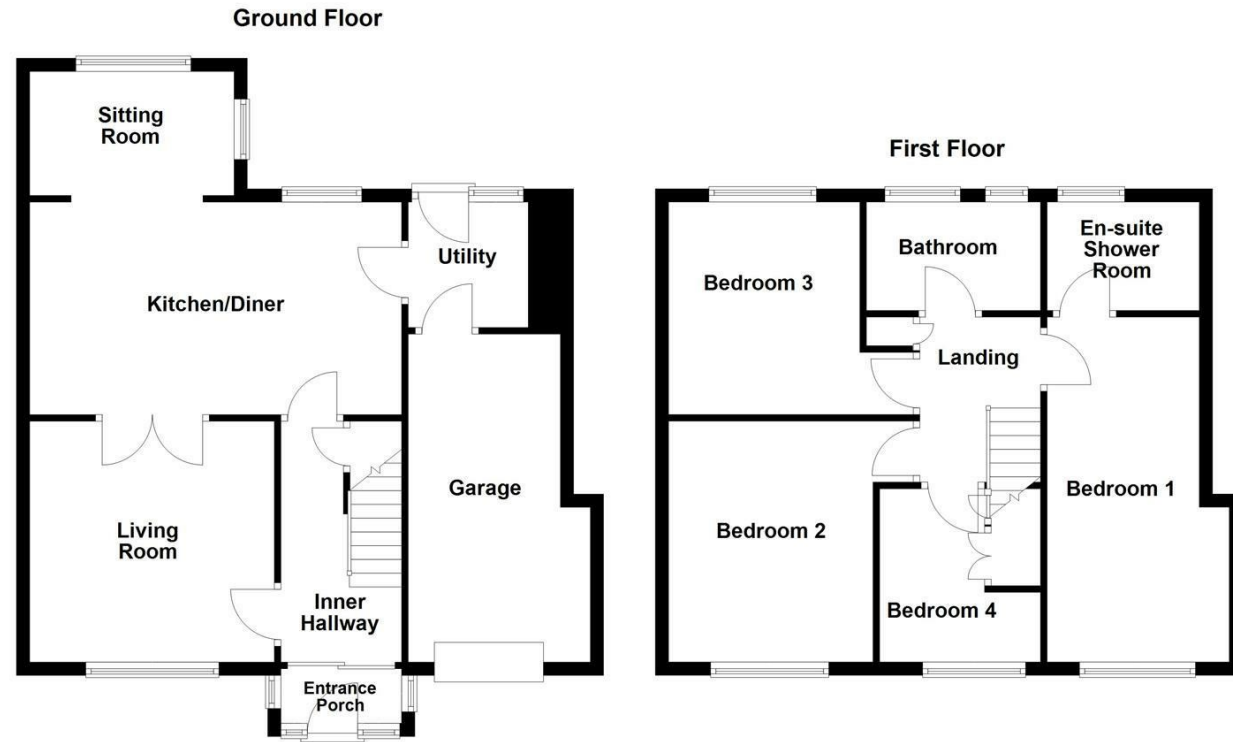 Ground Floor
Sitting
Room
Utility
Kitchen/Diner
Garage
Living
Room
Inner
Hallway
Entrance
Porch
First Floor
Bedroom 3
Bathroom
En-suite
Shower
Room
Landing
Bedroom 1
Bedroom 2
Bedroom 4